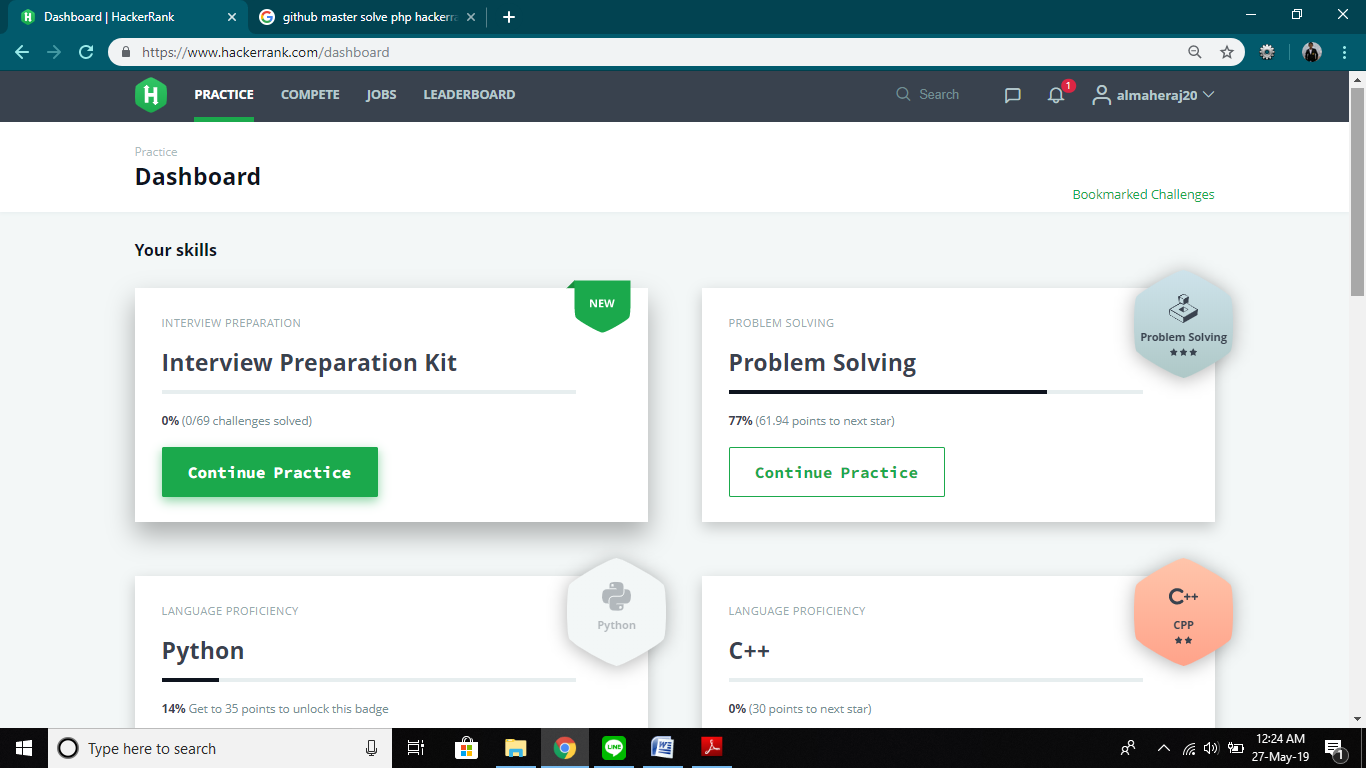 Dashboard | HackerRank
github master solve php hackerra
https://www.hackerrank.com/dashboard
PRACTICE COMPETE JOBS LEADERBOARD Search 1 almaheraj20
Practice
Dashboard
Bookmarked Challenges
Your skills
NEW
INTERVIEW PREPARATION
Interview Preparation Kit
0% (0/69 challenges solved)
Continue Practice
Problem Solving
PROBLEM SOLVING
Problem Solving
77% (61.94 points to next star)
Continue Practice
Python
LANGUAGE PROFICIENCY
Python
14% Get to 35 points to unlock this badge
C++
CPP
LANGUAGE PROFICIENCY
C++
0% (30 points to next star)
Type here to search
LINE
12:24 AM
27-May-19
1